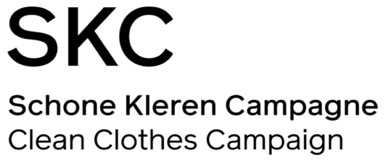 SKC
Schone Kleren Campagne
Clean Clothes Campaign